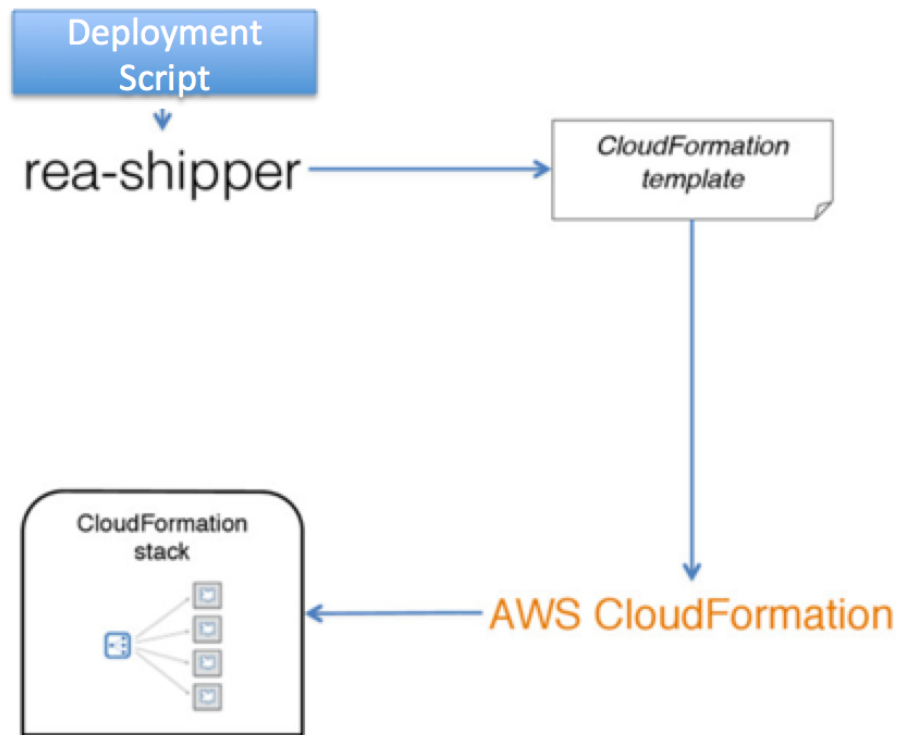 Deployment
Script
rea-shipper
CloudFormation
template
CloudFormation
stack
AWS CloudFormation